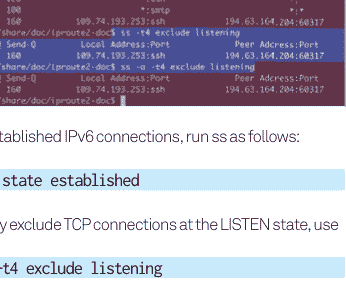 160 *:smtp *:*
160 109.74.193.253:ssh 194.63.164.204:60317
share/doc/iproute2-doc$ ss -t4 exclude listening
Send-Q Local Address:Port Peer Address:Port
160 109.74.193.253:ssh 194.63.164.204:60317
share/doc/iproute2-doc$ ss -a -t4 exclude listening
Send-Q Local Address:Port Peer Address:Port
160 109.74.193.253:ssh 194.63.164.204:60317
/share/doc/iproute2-doc$
stablished IPv6 connections, run ss as follows:
state established
y exclude TCP connections at the LISTEN state, use
-t4 exclude listening